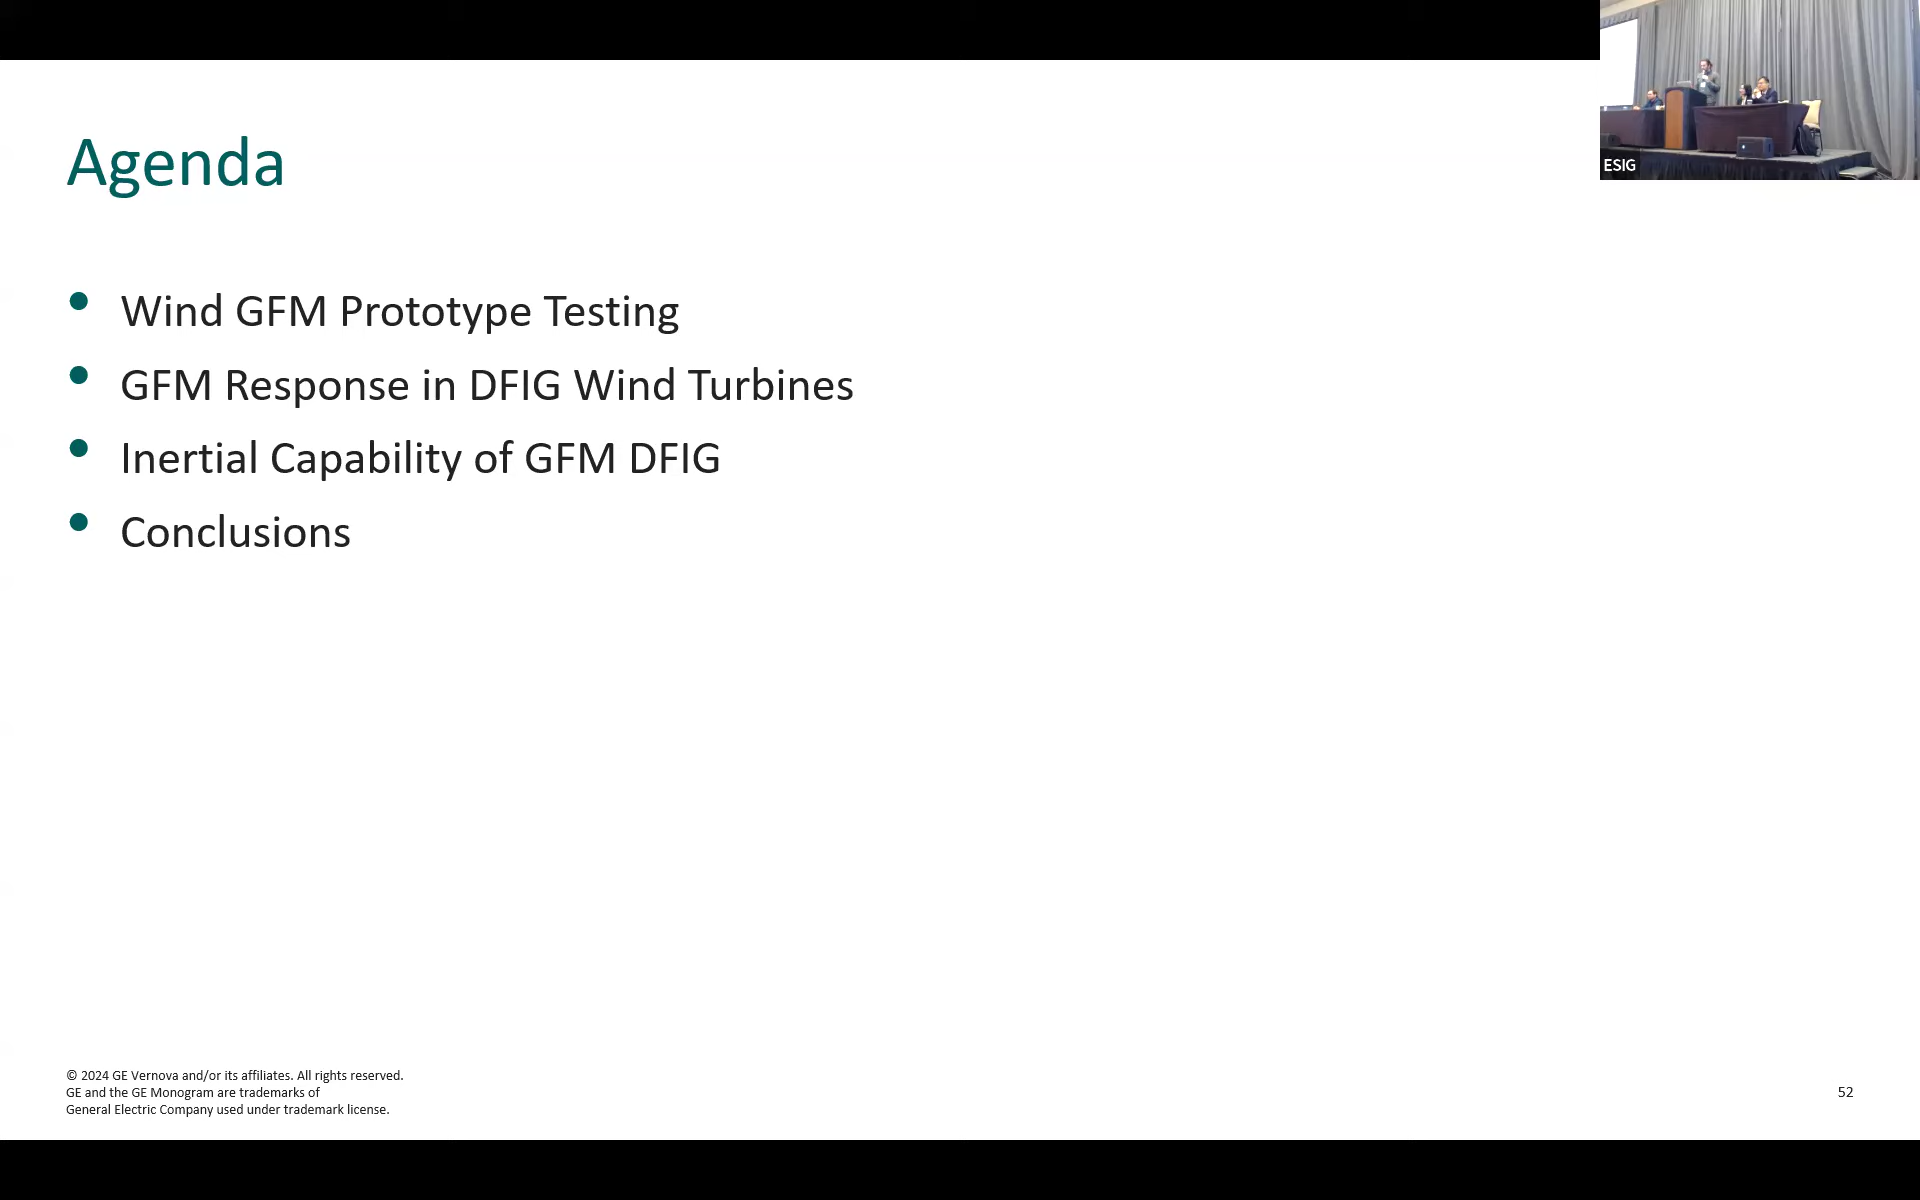 ESIG
Agenda
• Wind GFM Prototype Testing
• GFM Response in DFIG Wind Turbines
• Inertial Capability of GFM DFIG
• Conclusions
© 2024 GE Vernova and/or its affiliates. All rights reserved.
GE and the GE Monogram are trademarks of
General Electric Company used under trademark license.
52